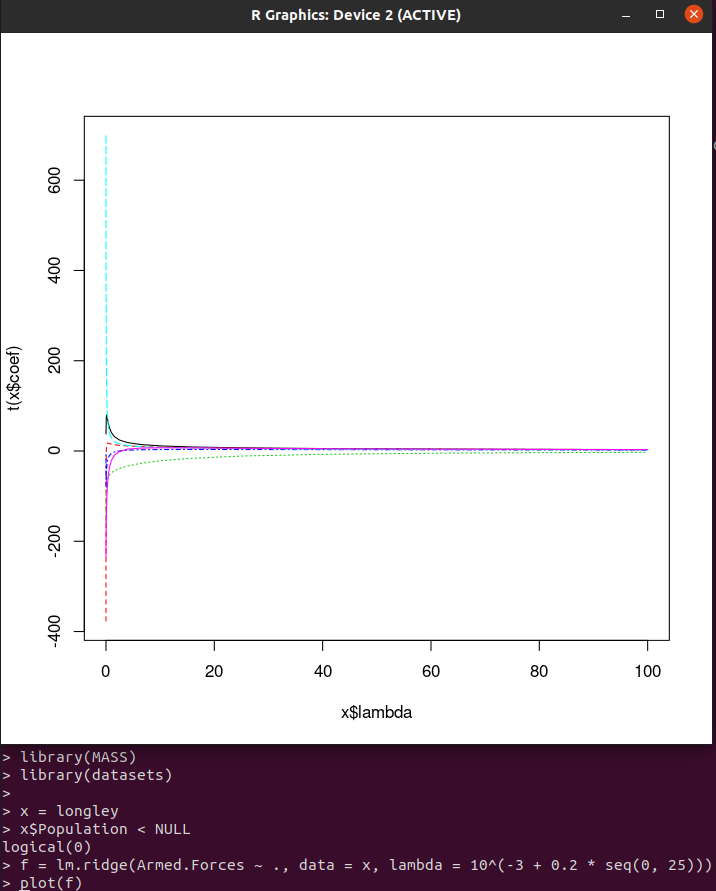 R Graphics: Device 2 (ACTIVE)
600
400
200
0
-200
-400
t(x$coef)
0 20 40 60 80 100
x$lambda
> library(MASS)
> library(datasets)
>
> x = longley
> x$Population < NULL
logical(0)
> f = lm.ridge(Armed.Forces ~ ., data = x, lambda = 10^(-3 + 0.2 * seq(0, 25)))
> plot(f)